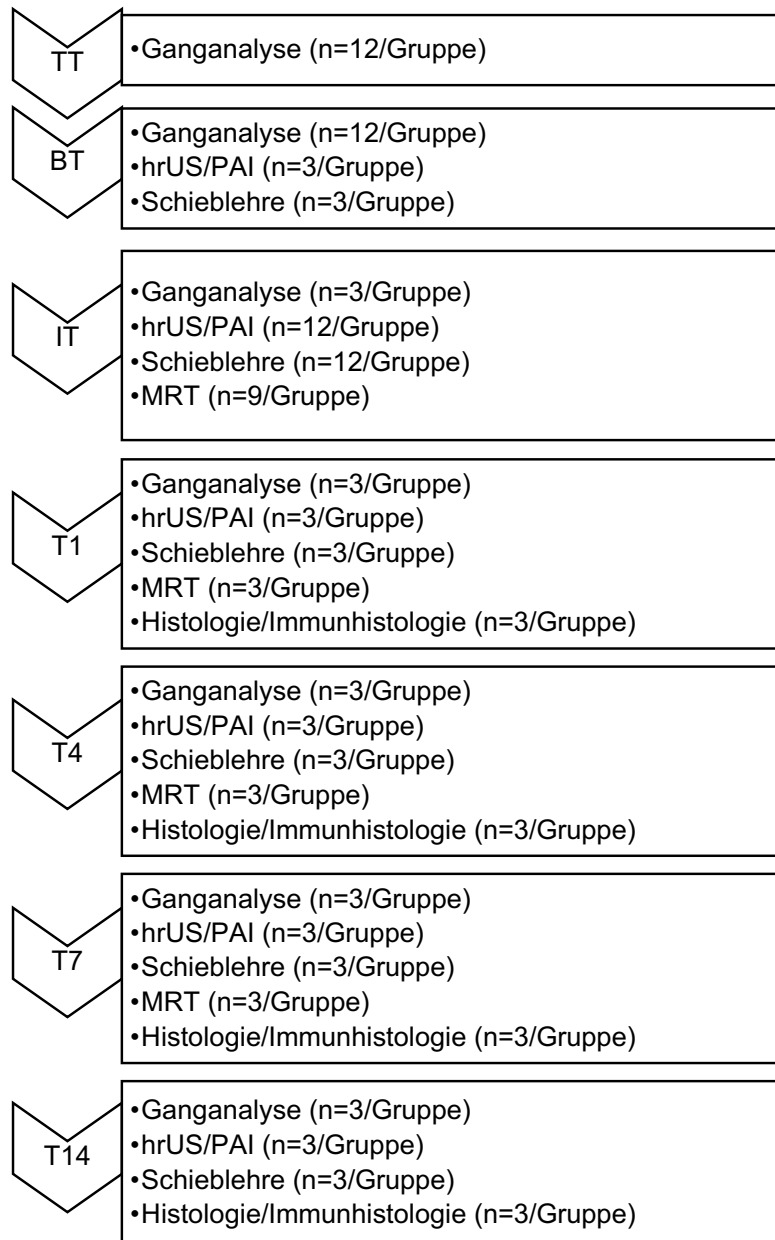 TT
•Ganganalyse (n=12/Gruppe)
BT
•Ganganalyse (n=12/Gruppe)
•hrUS/PAI (n=3/Gruppe)
•Schieblehre (n=3/Gruppe)
IT
•Ganganalyse (n=3/Gruppe)
•hrUS/PAI (n=12/Gruppe)
•Schieblehre (n=12/Gruppe)
•MRT (n=9/Gruppe)
T1
•Ganganalyse (n=3/Gruppe)
•hrUS/PAI (n=3/Gruppe)
•Schieblehre (n=3/Gruppe)
•MRT (n=3/Gruppe)
•Histologie/Immunhistologie (n=3/Gruppe)
T4
•Ganganalyse (n=3/Gruppe)
•hrUS/PAI (n=3/Gruppe)
•Schieblehre (n=3/Gruppe)
•MRT (n=3/Gruppe)
•Histologie/Immunhistologie (n=3/Gruppe)
T7
•Ganganalyse (n=3/Gruppe)
•hrUS/PAI (n=3/Gruppe)
•Schieblehre (n=3/Gruppe)
•MRT (n=3/Gruppe)
•Histologie/Immunhistologie (n=3/Gruppe)
T14
•Ganganalyse (n=3/Gruppe)
•hrUS/PAI (n=3/Gruppe)
•Schieblehre (n=3/Gruppe)
•Histologie/Immunhistologie (n=3/Gruppe)